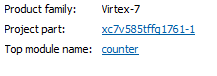 Product family: Virtex-7
Project part: xc7v585tffg1761-1
Top module name: counter